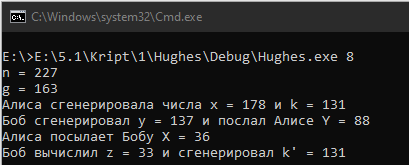 C:\Windows\system32\Cmd.exe
E:\>E:\5.1\Kript\1\Hughes\Debug\Hughes.exe 8
n = 227
g = 163
Алиса сгенерировала числа x = 178 и k = 131
Боб сгенерировал y = 137 и послал Алисе Y = 88
Алиса посылает Бобу X = 36
Боб вычислил z = 33 и сгенерировал k' = 131